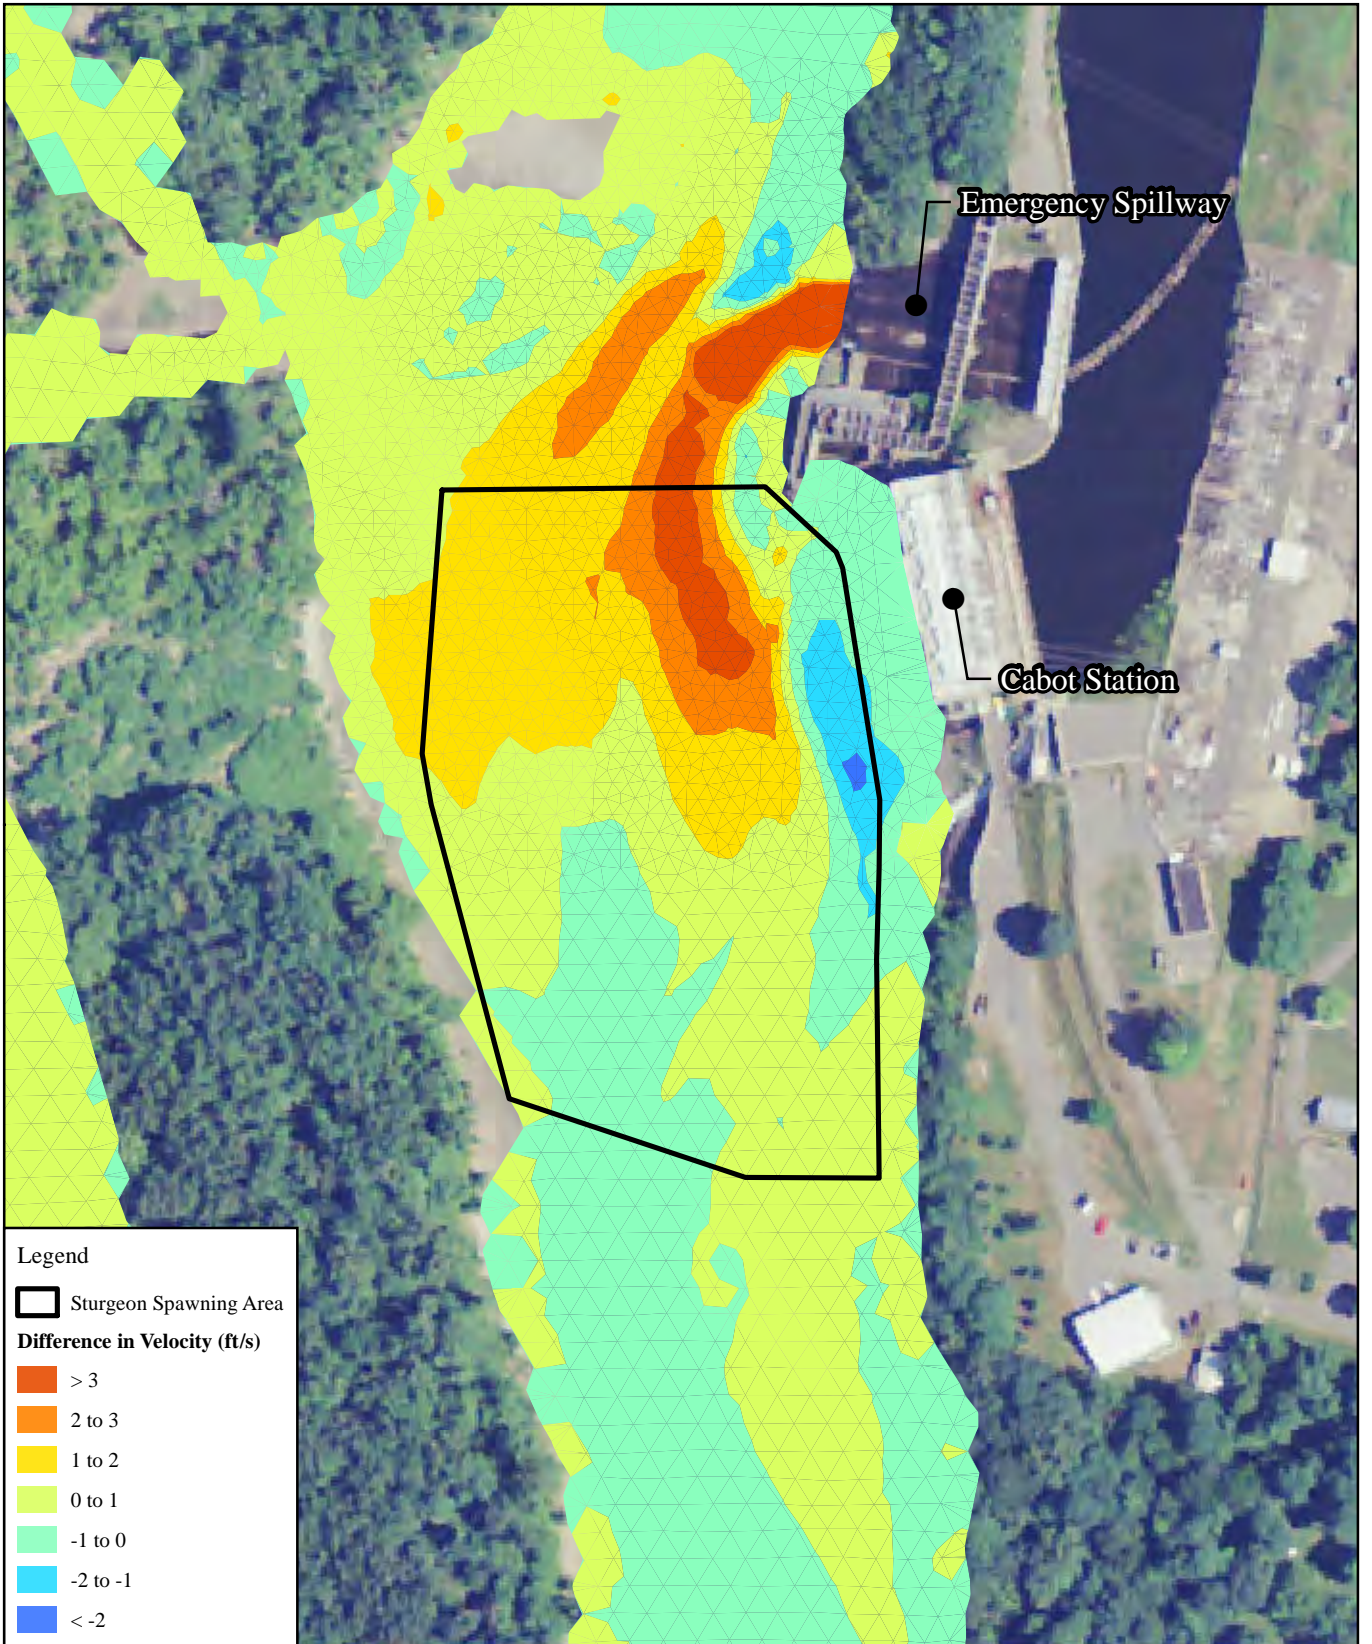 Emergency Spillway
Cabot Station
Legend
Sturgeon Spawning Area
Difference in Velocity (ft/s)
> 3
2 to 3
1 to 2
0 to 1
-1 to 0
-2 to -1
< -2